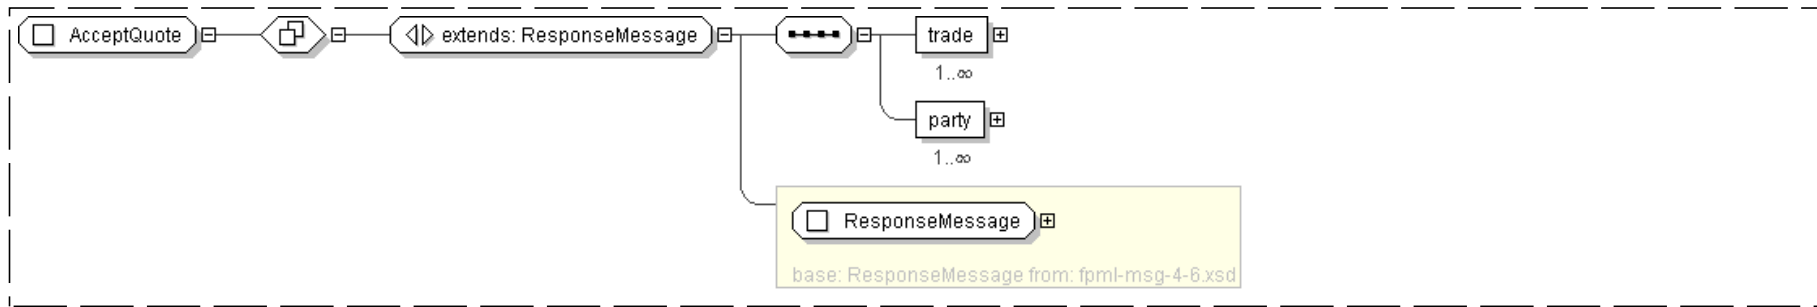 AcceptQuote
extends: ResponseMessage
trade
1..∞
party
1..∞
ResponseMessage
base: ResponseMessage from: fpml-msg-4-6.xsd